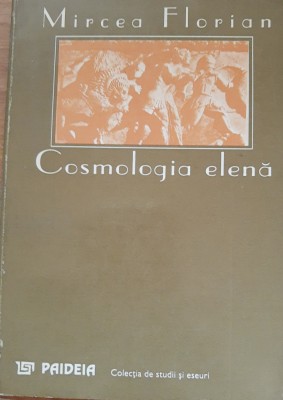 Mircea Florian
Cosmologia elenă
PAIDEIA
Colecția de studii și eseuri